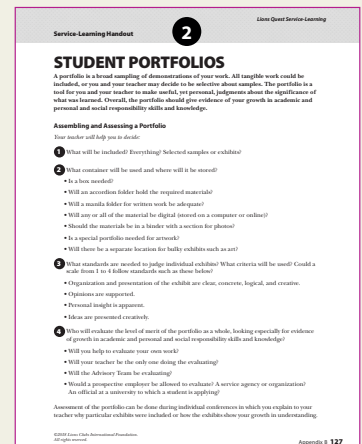 Lions Quest Service-Learning
Service-Learning Handout
2
STUDENT PORTFOLIOS
A portfolio is a broad sampling of demonstrations of your work. All tangible work could be
included, or you and your teacher may decide to be selective about samples. The portfolio is a
tool for you and your teacher to make useful, yet personal, judgments about the significance of
what was learned. Overall, the portfolio should give evidence of your growth in academic and
personal and social responsibility skills and knowledge.
Assembling and Assessing a Portfolio
Your teacher will help you to decide:
1 What will be included? Everything? Selected samples or exhibits?
2 What container will be used and where will it be stored?
• Is a box needed?
• Will an accordion folder hold the required materials?
• Will a manila folder for written work be adequate?
• Will any or all of the material be digital (stored on a computer or online)?
• Should the materials be in a binder with a section for photos?
• Is a special portfolio needed for artwork?
• Will there be a separate location for bulky exhibits such as art?
3 What standards are needed to judge individual exhibits? What criteria will be used? Could a
scale from 1 to 4 follow standards such as those below?
• Organization and presentation of the exhibit are clear, concrete, logical, and creative.
• Opinions are supported.
• Personal insight is apparent.
• Ideas are presented creatively.
4 Who will evaluate the level of merit of the portfolio as a whole, looking especially for evidence
of growth in academic and personal and social responsibility skills and knowledge?
• Will you help to evaluate your own work?
• Will your teacher be the only one doing the evaluating?
• Will the Advisory Team be evaluating?
• Would a prospective employer be allowed to evaluate? A service agency or organization?
An official at a university to which a student is applying?
Assessment of the portfolio can be done during individual conferences in which you explain to your
teacher why particular exhibits were included or how the exhibits show your growth in understanding.
©2018 Lions Clubs International Foundation.
All rights reserved.
Appendix B 127